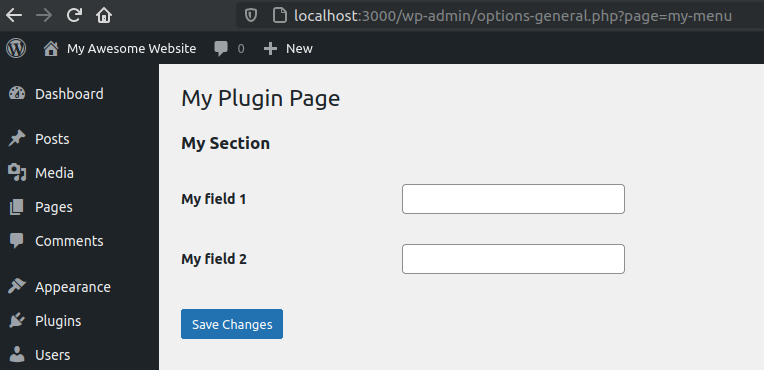 localhost:3000/wp-admin/options-general.php?page=my-menu
My Awesome Website 0 New
Dashboard
Posts
Media
Pages
Comments
Appearance
Plugins
Users
My Plugin Page
My Section
My field 1
My field 2
Save Changes